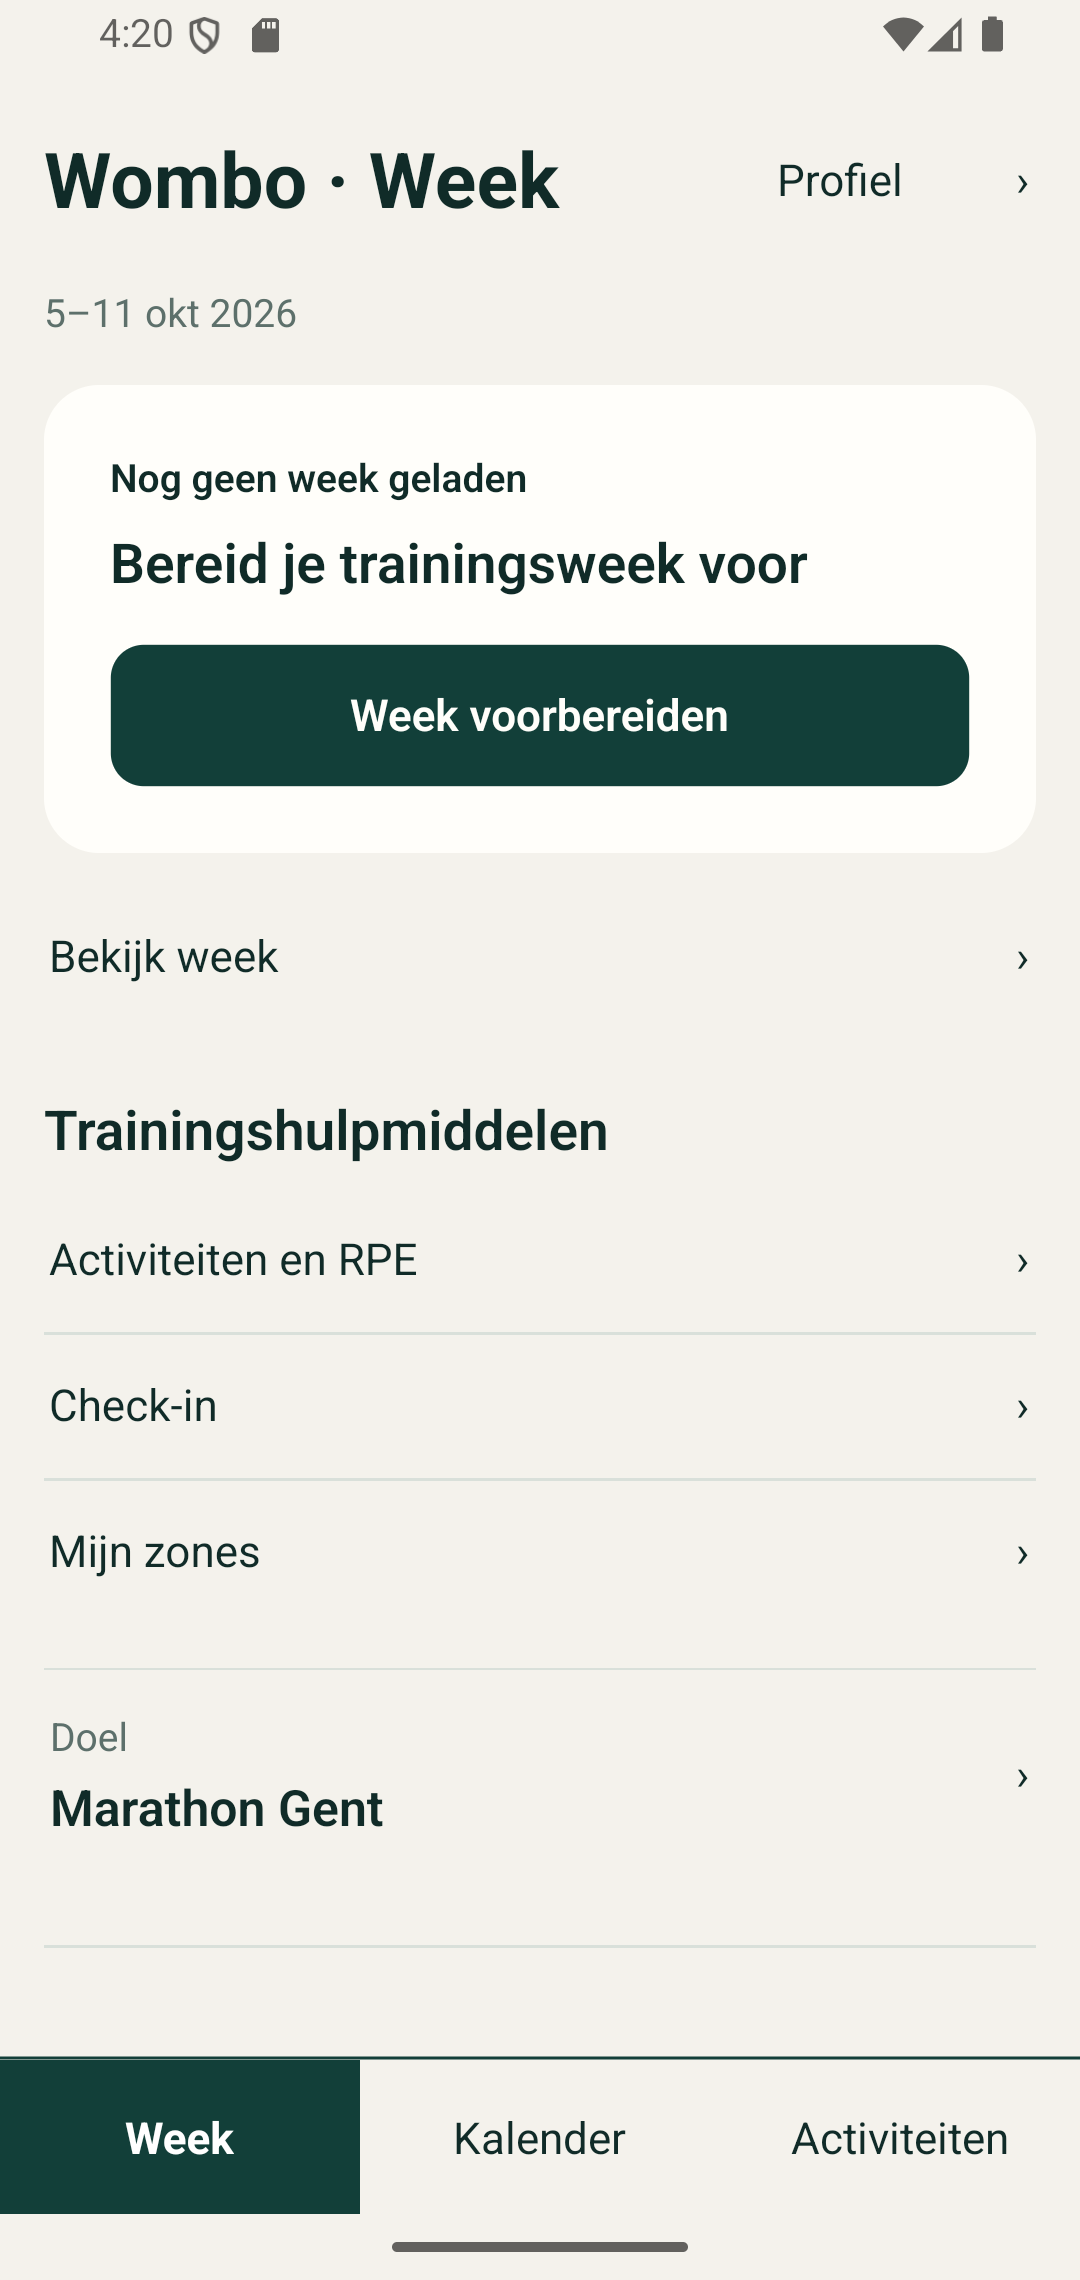 4:20
Wombo · Week
Profiel ›
5–11 okt 2026
Nog geen week geladen
Bereid je trainingsweek voor
Week voorbereiden
Bekijk week ›
Trainingshulpmiddelen
Activiteiten en RPE ›
Check-in ›
Mijn zones ›
Doel
Marathon Gent ›
Week
Kalender
Activiteiten